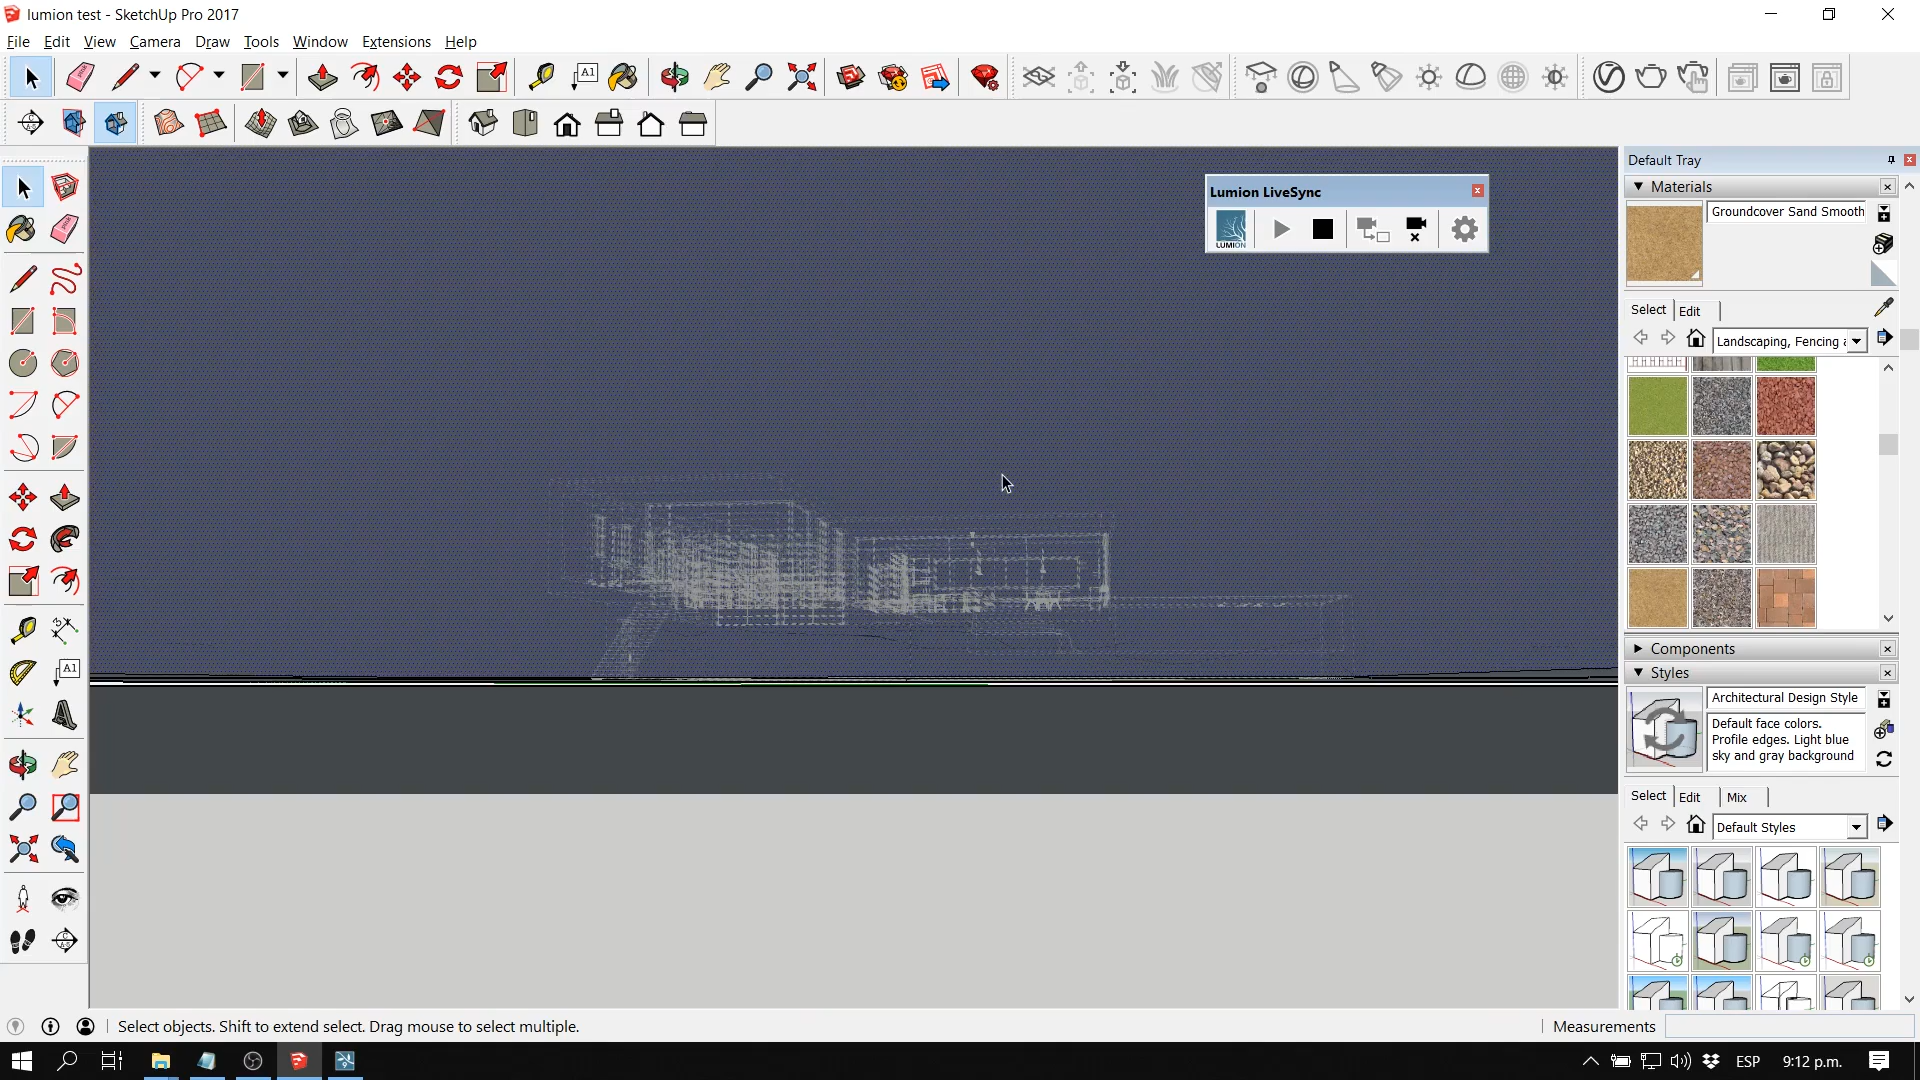 lumion test - SketchUp Pro 2017
File Edit View Camera Draw Tools Window Extensions Help
A1
Lumion LiveSync
LUMION
Default Tray
Materials
Groundcover Sand Smooth
Select Edit
Landscaping, Fencing a
Components
Styles
Architectural Design Style
Default face colors.
Profile edges. Light blue
sky and gray background
Select Edit Mix
Default Styles
A1
Select objects. Shift to extend select. Drag mouse to select multiple.
Measurements
ESP
9:12 p.m.